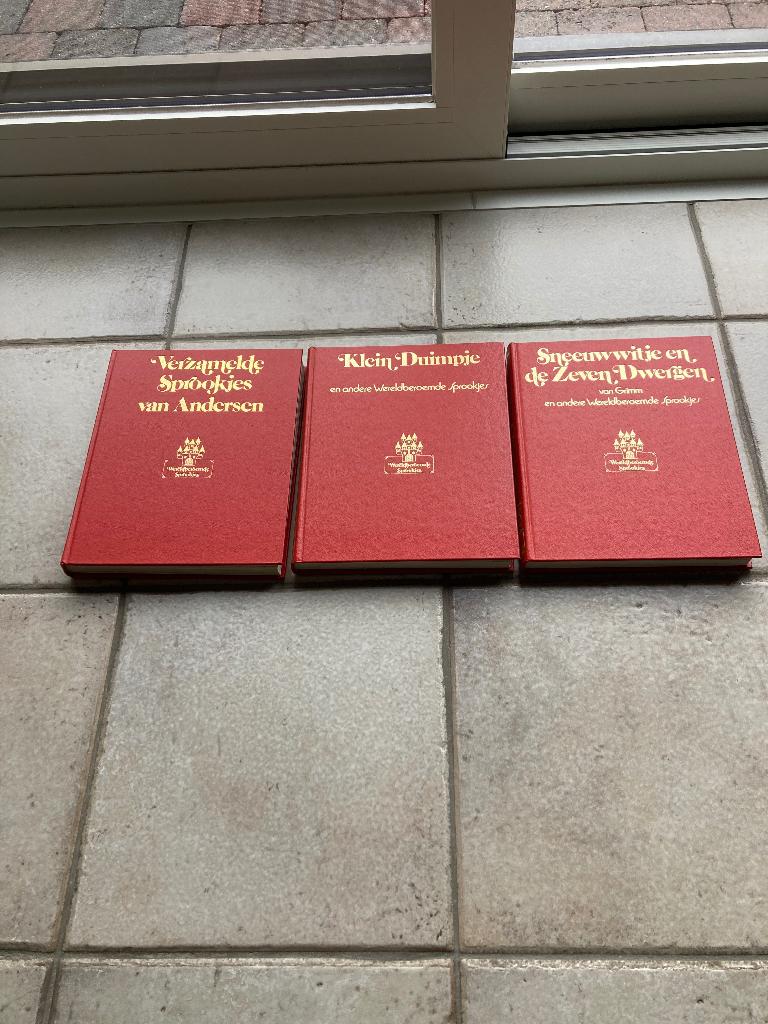 Verzamelde
Sprookjes
van Andersen
Wereldberoemde
Sprookjes
Klein Duimpje
en andere Wereldberoemde Sprookjes
Wereldberoemde
Sprookjes
Sneeuwwitje en
de Zeven Dwergen
van Grimm
en andere Wereldberoemde Sprookjes
Wereldberoemde
Sprookjes